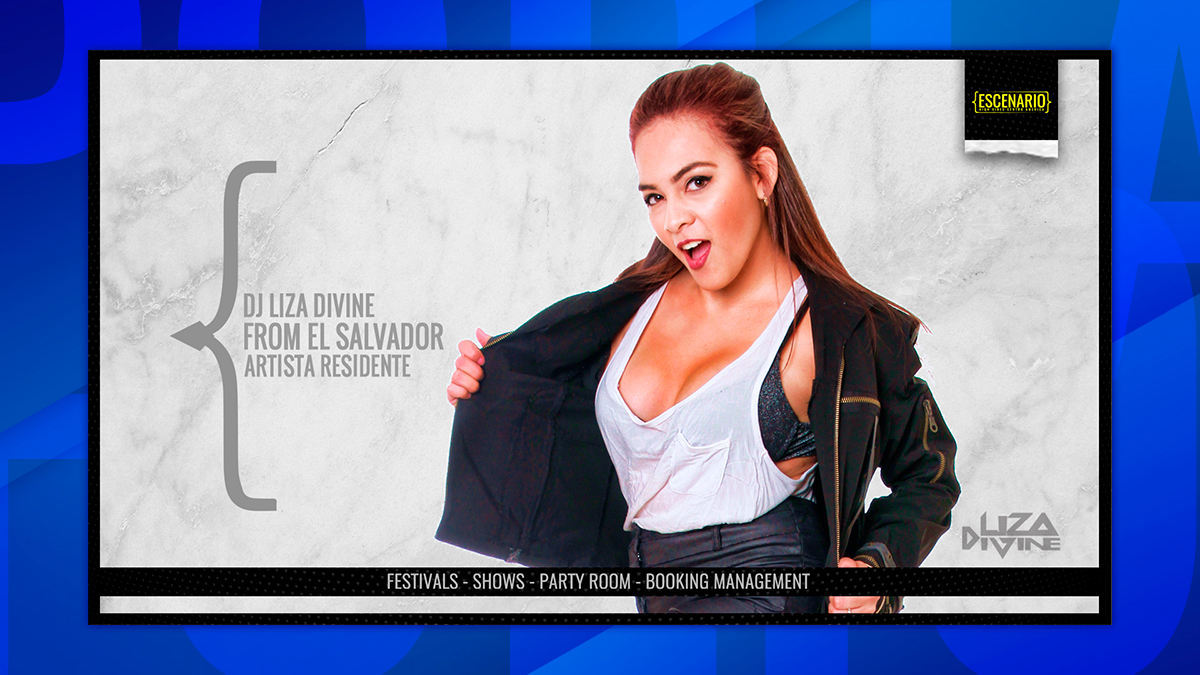 {ESCENARIO}
DJ LIZA DIVINE
FROM EL SALVADOR
ARTISTA RESIDENTE
LIZA
DIVINE
FESTIVALS - SHOWS - PARTY ROOM - BOOKING MANAGEMENT